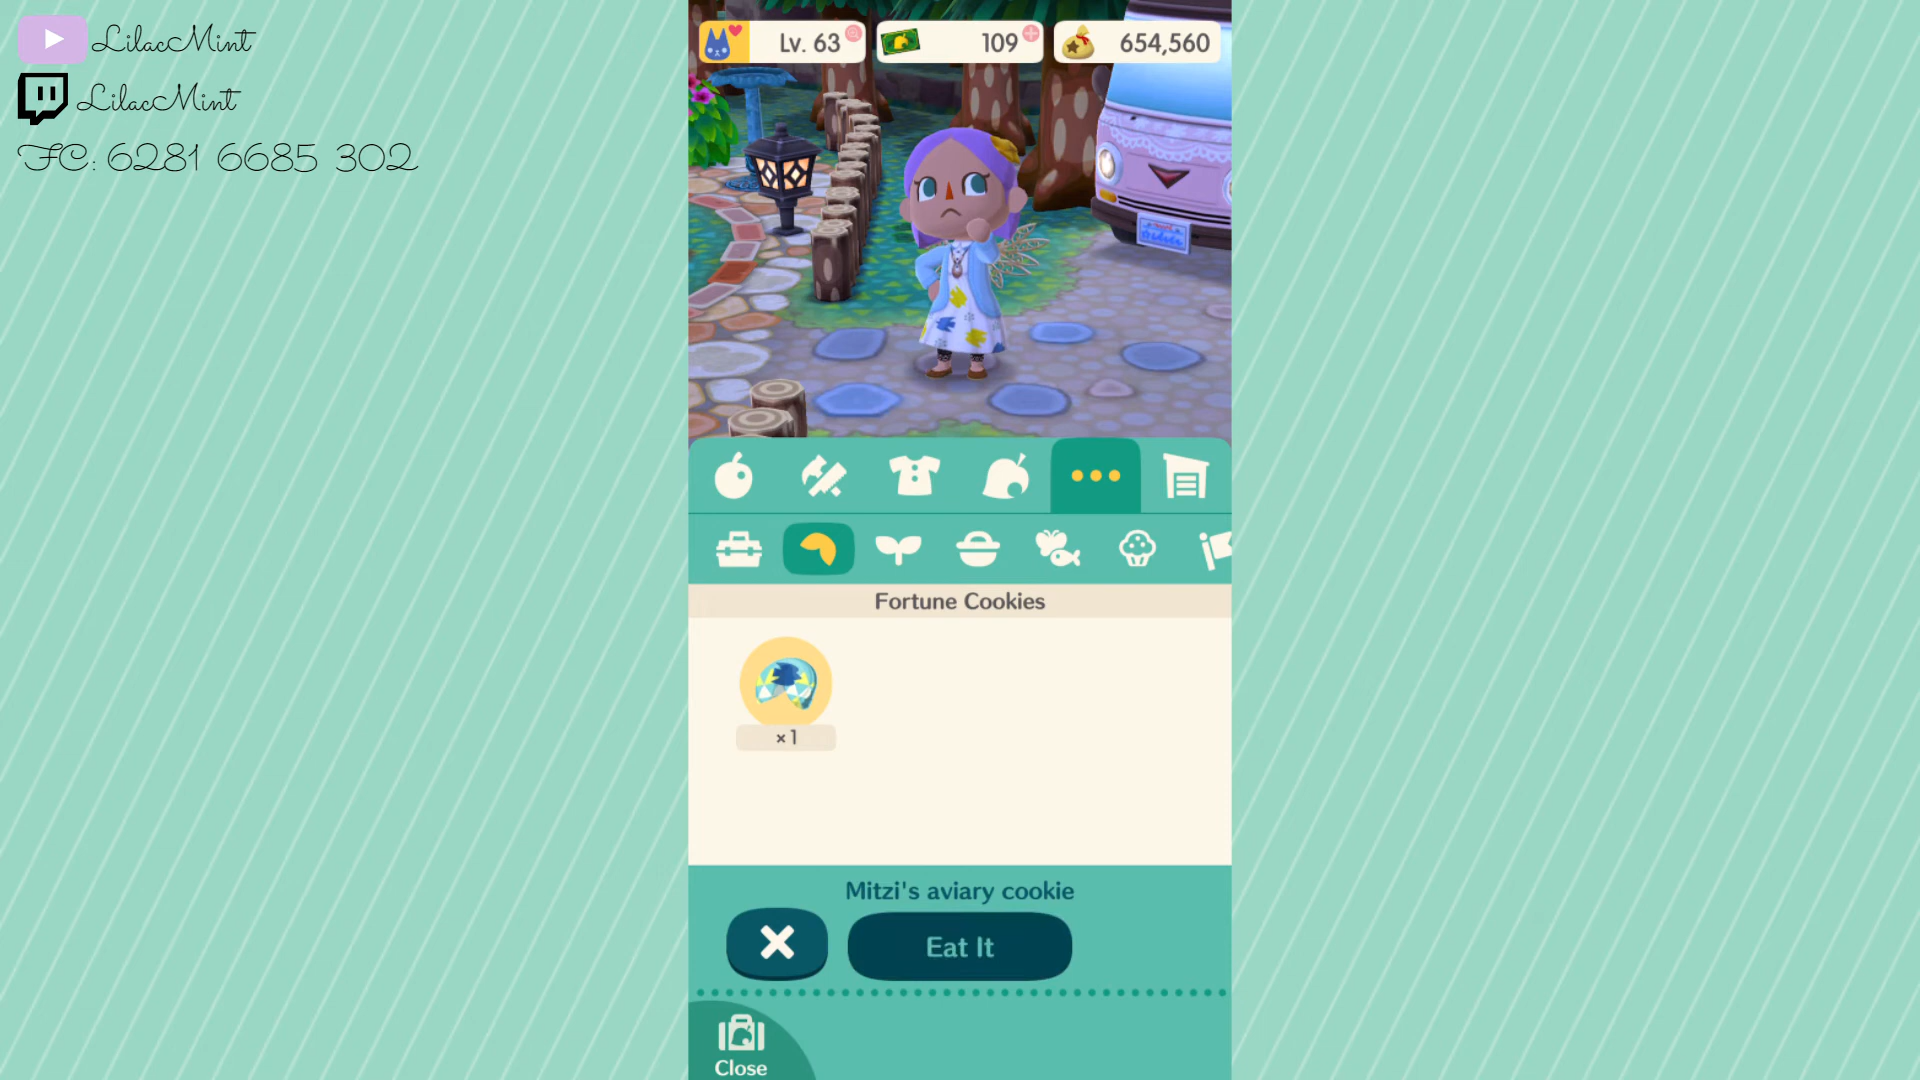 LilacMint
LilacMint
FC: 6281 6685 302
Lv. 63
109
654,560
Fortune Cookies
×1
Mitzi's aviary cookie
Eat It
Close